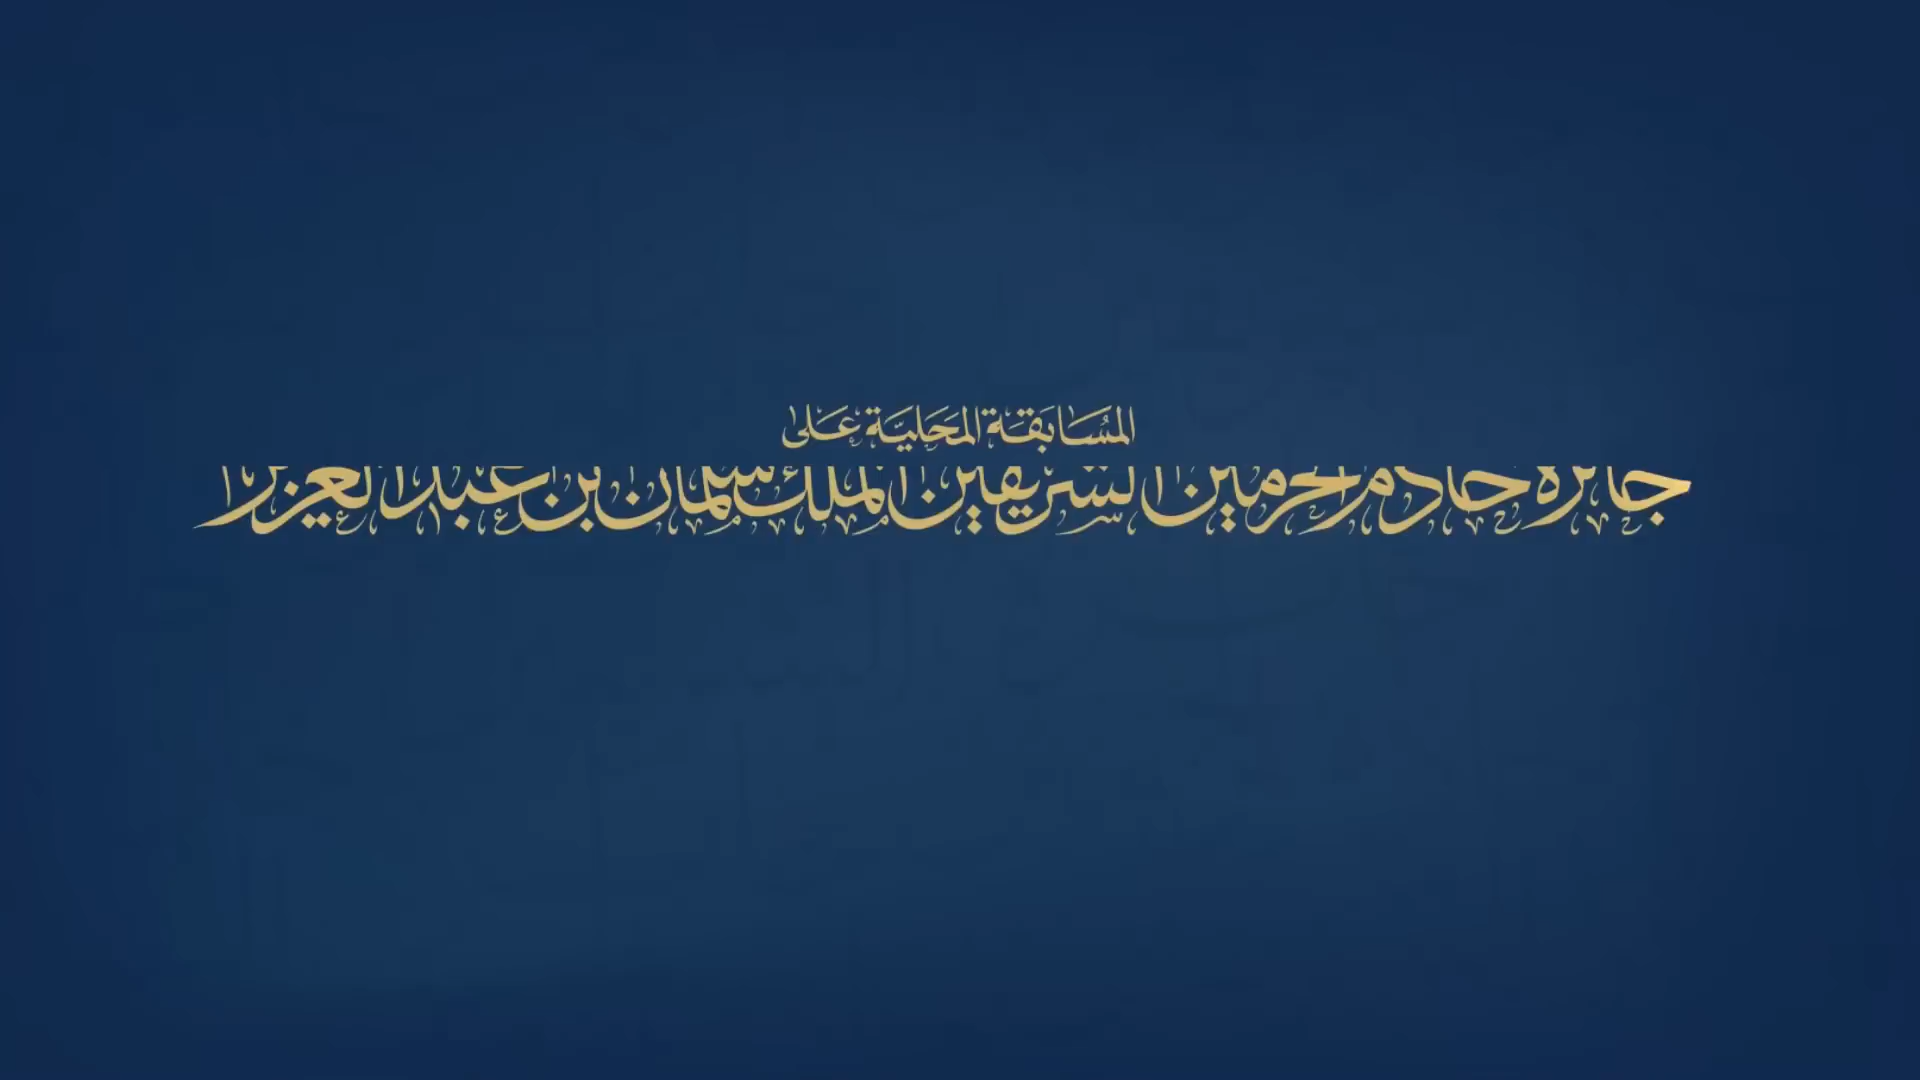 المسابقة المحلية على
جائزة خادم الحرمين الشريفين الملك سلمان بن عبدالعزيز